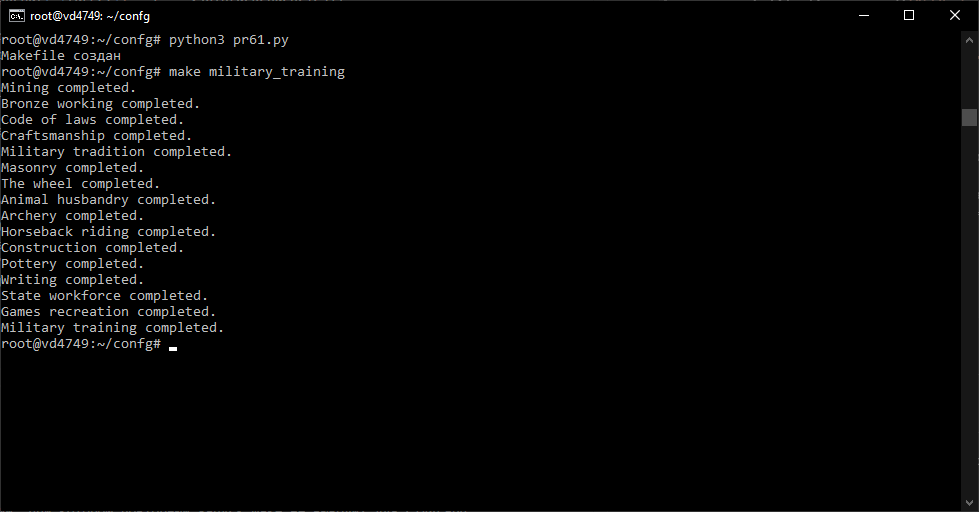 root@vd4749: ~/confg
root@vd4749:~/confg# python3 pr61.py
Makefile создан
root@vd4749:~/confg# make military_training
Mining completed.
Bronze working completed.
Code of laws completed.
Craftsmanship completed.
Military tradition completed.
Masonry completed.
The wheel completed.
Animal husbandry completed.
Archery completed.
Horseback riding completed.
Construction completed.
Pottery completed.
Writing completed.
State workforce completed.
Games recreation completed.
Military training completed.
root@vd4749:~/confg#